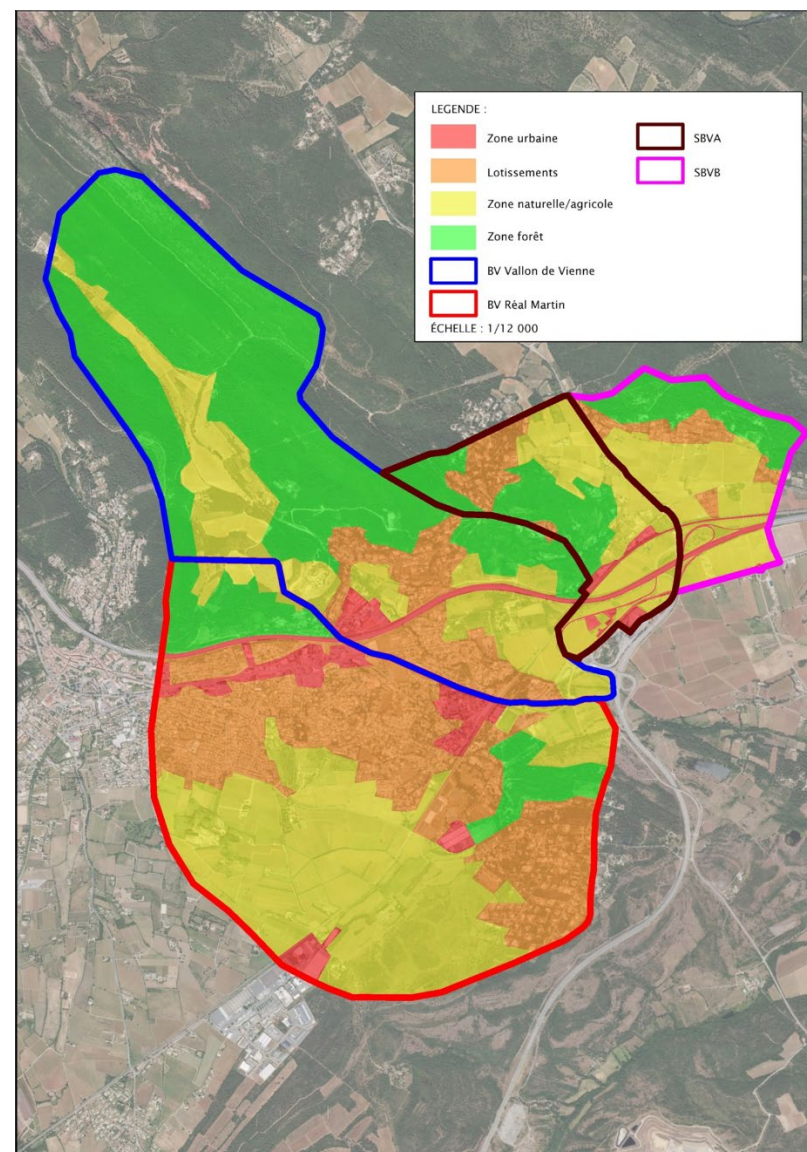 LEGENDE :
Zone urbaine
Lotissements
Zone naturelle/agricole
Zone forêt
BV Vallon de Vienne
BV Réal Martin
SBVA
SBVB
ÉCHELLE : 1/12 000